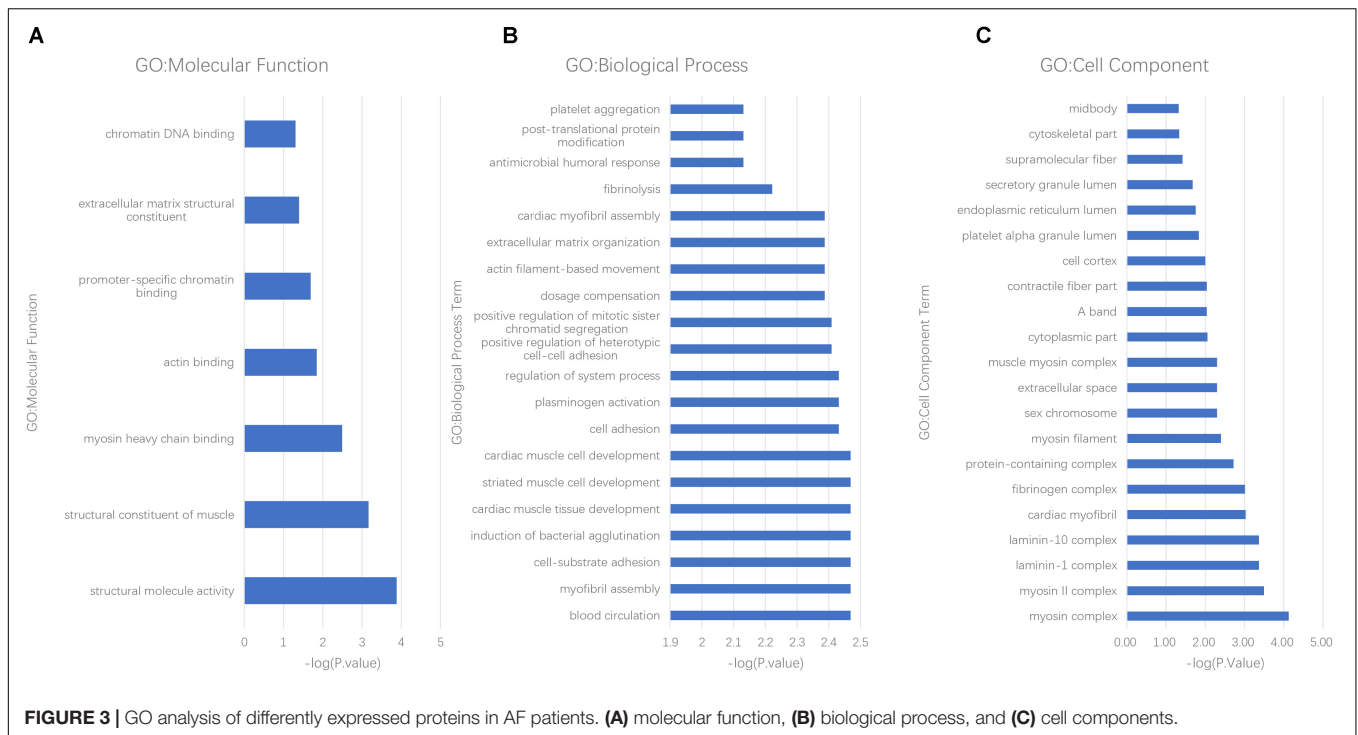 A
GO:Molecular Function
GO:Molecular Function
chromatin DNA binding
extracellular matrix structural
constituent
promoter-specific chromatin
binding
actin binding
myosin heavy chain binding
structural constituent of muscle
structural molecule activity
0 1 2 3 4 5
-log(P.value)
B
GO:Biological Process
GO:Biological Process Term
platelet aggregation
post-translational protein
modification
antimicrobial humoral response
fibrinolysis
cardiac myofibril assembly
extracellular matrix organization
actin filament-based movement
dosage compensation
positive regulation of mitotic sister
chromatid segregation
positive regulation of heterotypic
cell-cell adhesion
regulation of system process
plasminogen activation
cell adhesion
cardiac muscle cell development
striated muscle cell development
cardiac muscle tissue development
induction of bacterial agglutination
cell-substrate adhesion
myofibril assembly
blood circulation
1.9 2 2.1 2.2 2.3 2.4 2.5
-log(P.value)
C
GO:Cell Component
GO:Cell Component Term
midbody
cytoskeletal part
supramolecular fiber
secretory granule lumen
endoplasmic reticulum lumen
platelet alpha granule lumen
cell cortex
contractile fiber part
A band
cytoplasmic part
muscle myosin complex
extracellular space
sex chromosome
myosin filament
protein-containing complex
fibrinogen complex
cardiac myofibril
laminin-10 complex
laminin-1 complex
myosin II complex
myosin complex
0.00 1.00 2.00 3.00 4.00 5.00
-log(P.Value)
FIGURE 3 | GO analysis of differently expressed proteins in AF patients. (A) molecular function, (B) biological process, and (C) cell components.